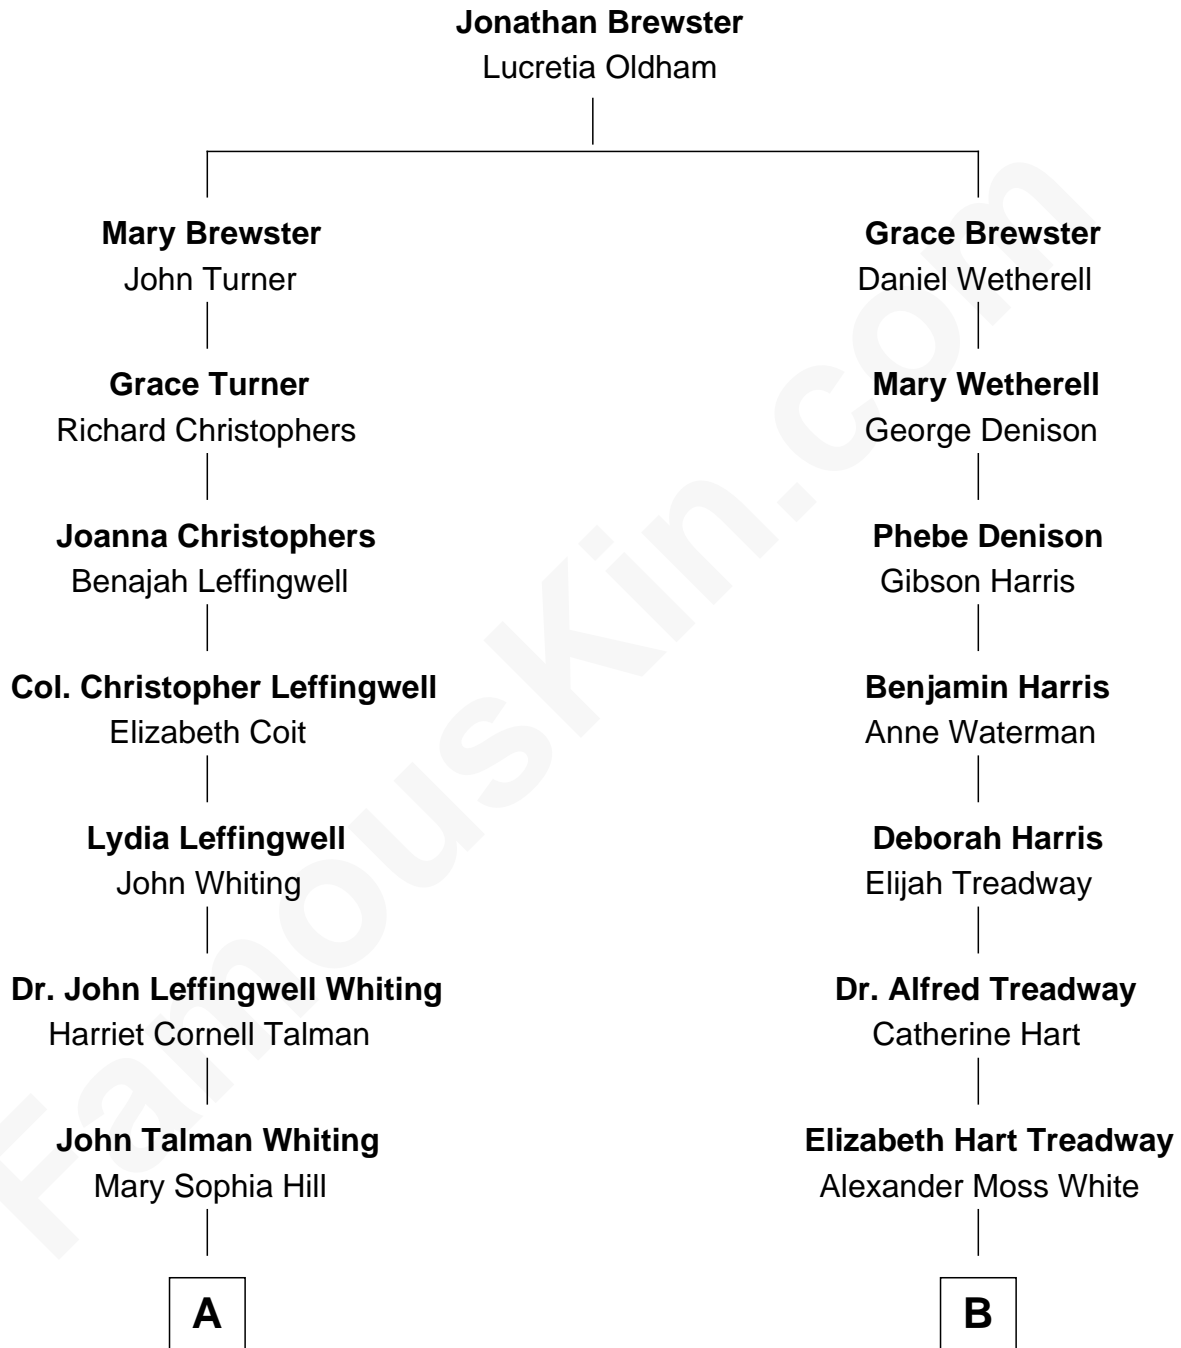 Jonathan Brewster
Lucretia Oldham
Mary Brewster
John Turner
Grace Brewster
Daniel Wetherell
Grace Turner
Richard Christophers
Mary Wetherell
George Denison
Joanna Christophers
Benajah Leffingwell
Phebe Denison
Gibson Harris
Col. Christopher Leffingwell
Elizabeth Coit
Benjamin Harris
Anne Waterman
Lydia Leffingwell
John Whiting
Deborah Harris
Elijah Treadway
Dr. John Leffingwell Whiting
Harriet Cornell Talman
Dr. Alfred Treadway
Catherine Hart
John Talman Whiting
Mary Sophia Hill
Elizabeth Hart Treadway
Alexander Moss White
A
B
FamousKin.com